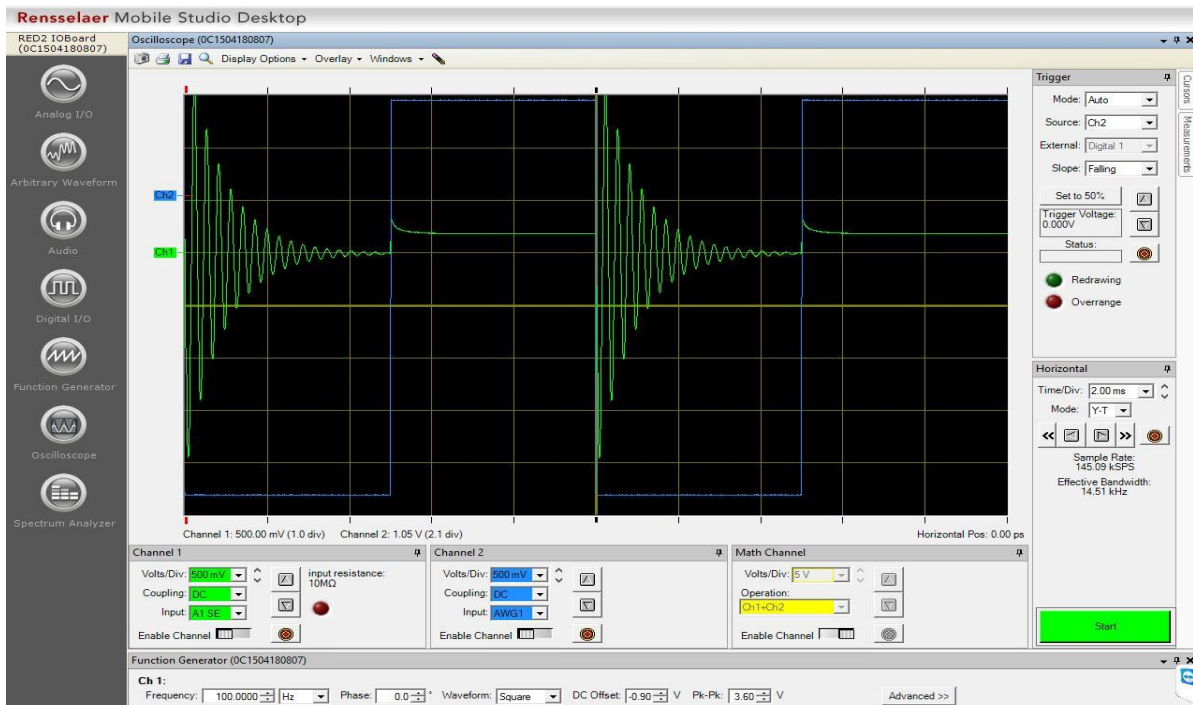 Rensselaer Mobile Studio Desktop
RED2 IOBoard
(0C1504180807)
Analog I/O
Arbitrary Waveform
Audio
Digital I/O
Function Generator
Oscilloscope
Spectrum Analyzer
Oscilloscope (0C1504180807)
Display Options Overlay Windows
Ch2
Ch1
Channel 1: 500.00 mV (1.0 div) Channel 2: 1.05 V (2.1 div) Horizontal Pos: 0.00 ps
Trigger
Mode: Auto
Source: Ch2
External: Digital 1
Slope: Falling
Set to 50%
Trigger Voltage:
0.000V
Status:
Redrawing
Overrange
Cursors
Measurements
Horizontal
Time/Div: 2.00 ms
Mode: Y-T
Sample Rate:
145.09 kSPS
Effective Bandwidth:
14.51 kHz
Start
Channel 1
Volts/Div: 500 mV
input resistance:
10MΩ
Coupling: DC
Input: A1 SE
Enable Channel
Channel 2
Volts/Div: 500 mV
Coupling: DC
Input: AWG1
Enable Channel
Math Channel
Volts/Div: 5 V
Operation:
Ch1+Ch2
Enable Channel
Function Generator (0C1504180807)
Ch 1:
Frequency: 100.0000 Hz Phase: 0.0 ° Waveform: Square DC Offset: -0.90 V Pk-Pk: 3.60 V Advanced >>